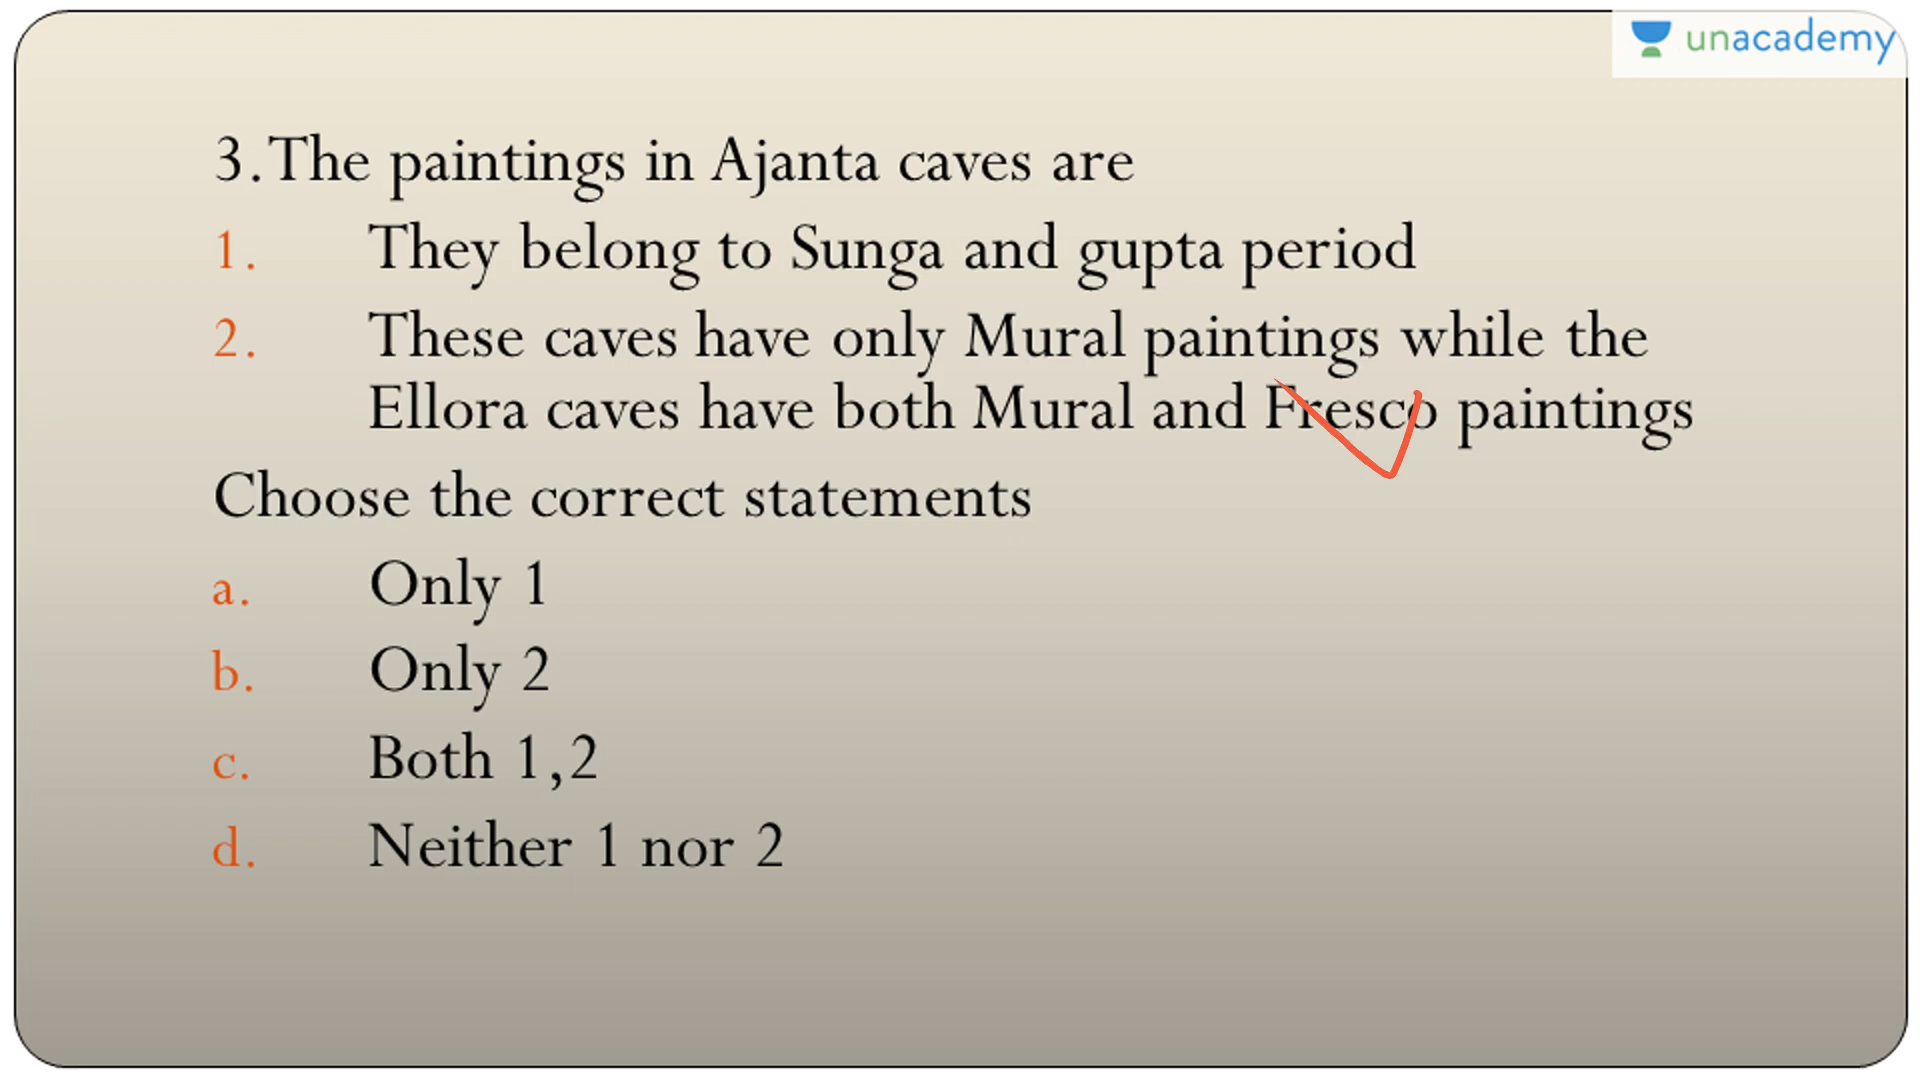 unacademy
3.The paintings in Ajanta caves are
1. They belong to Sunga and gupta period
2. These caves have only Mural paintings while the
Ellora caves have both Mural and Fresco paintings
Choose the correct statements
a. Only 1
b. Only 2
c. Both 1,2
d. Neither 1 nor 2